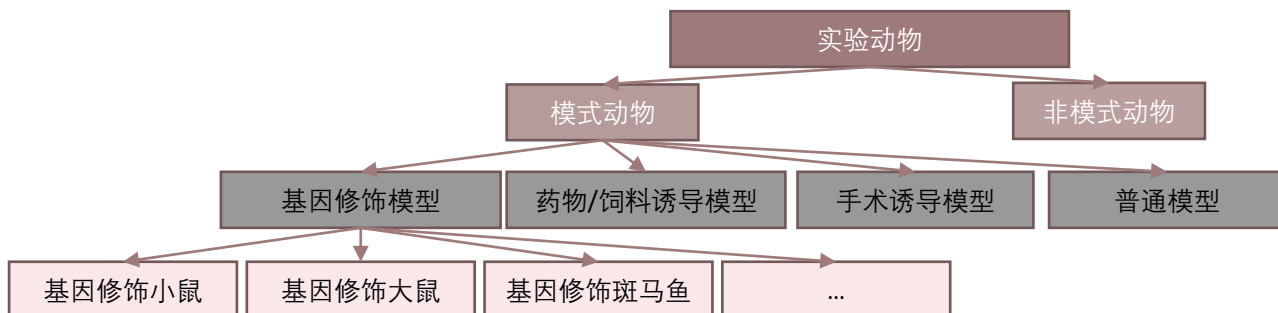 实验动物
模式动物
非模式动物
基因修饰模型
药物/饲料诱导模型
手术诱导模型
普通模型
基因修饰小鼠
基因修饰大鼠
基因修饰斑马鱼
...